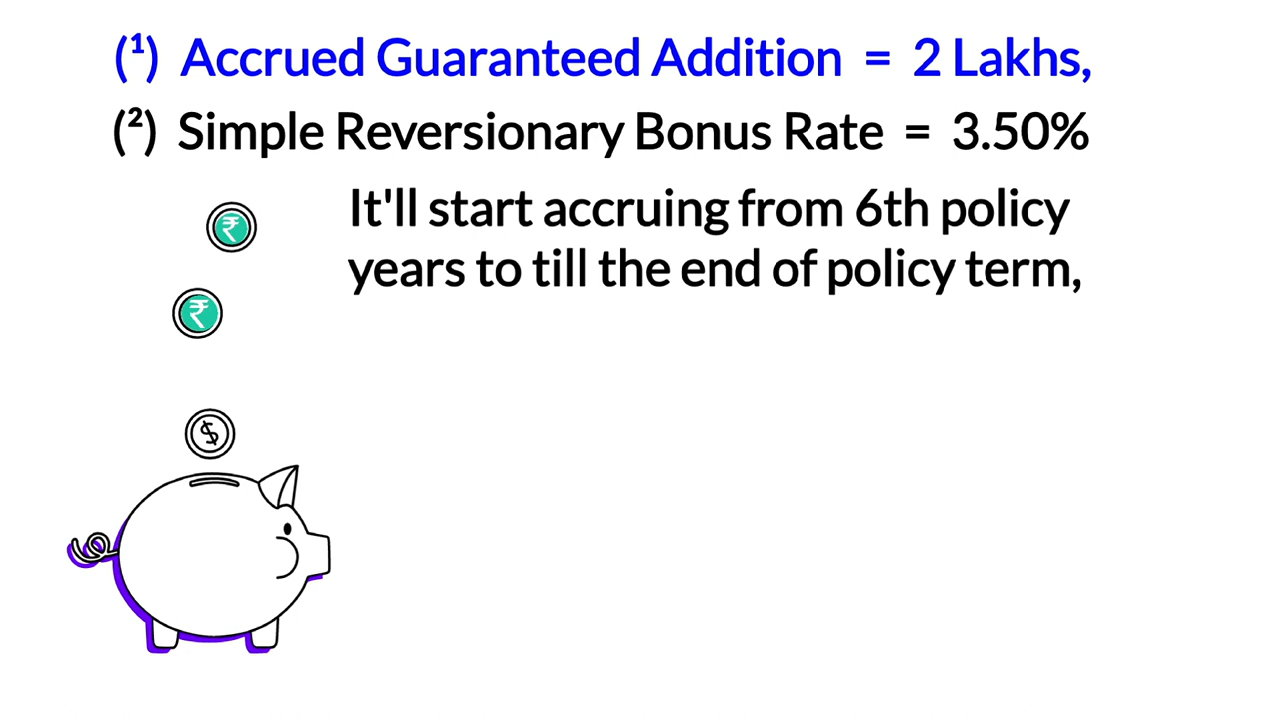 (¹) Accrued Guaranteed Addition = 2 Lakhs,
(²) Simple Reversionary Bonus Rate = 3.50%
It'll start accruing from 6th policy
years to till the end of policy term,
₹
₹
$